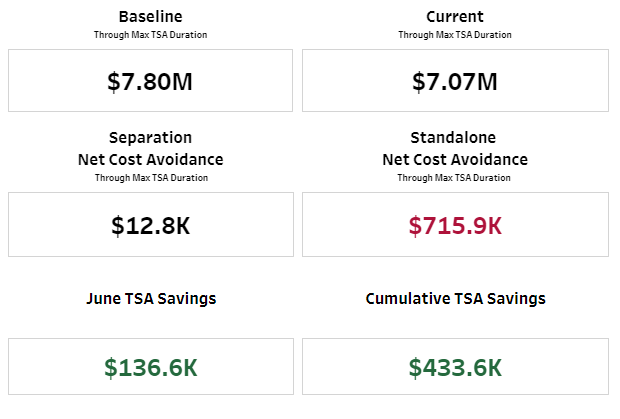 Baseline
Through Max TSA Duration
$7.80M
Current
Through Max TSA Duration
$7.07M
Separation
Net Cost Avoidance
Through Max TSA Duration
$12.8K
Standalone
Net Cost Avoidance
Through Max TSA Duration
$715.9K
June TSA Savings
$136.6K
Cumulative TSA Savings
$433.6K